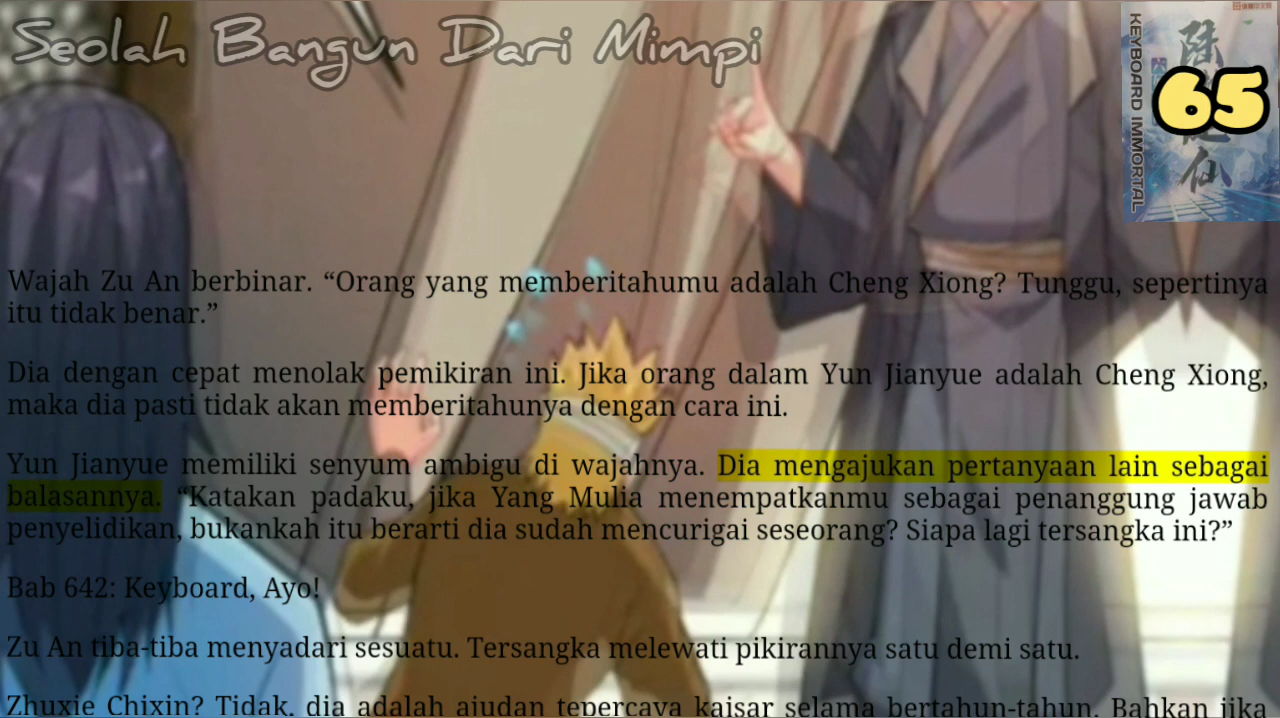 Seolah Bangun Dari Mimpi
KEYBOARD IMMORTAL
65
仙
Wajah Zu An berbinar. “Orang yang memberitahumu adalah Cheng Xiong? Tunggu, sepertinya
itu tidak benar.”
Dia dengan cepat menolak pemikiran ini. Jika orang dalam Yun Jianyue adalah Cheng Xiong,
maka dia pasti tidak akan memberitahunya dengan cara ini.
Yun Jianyue memiliki senyum ambigu di wajahnya. Dia mengajukan pertanyaan lain sebagai
balasannya. “Katakan padaku, jika Yang Mulia menempatkanmu sebagai penanggung jawab
penyelidikan, bukankah itu berarti dia sudah mencurigai seseorang? Siapa lagi tersangka ini?”
Bab 642: Keyboard, Ayo!
Zu An tiba-tiba menyadari sesuatu. Tersangka melewati pikirannya satu demi satu.
Zhuxie Chixin? Tidak, dia adalah ajudan tepercaya kaisar selama bertahun-tahun. Bahkan jika